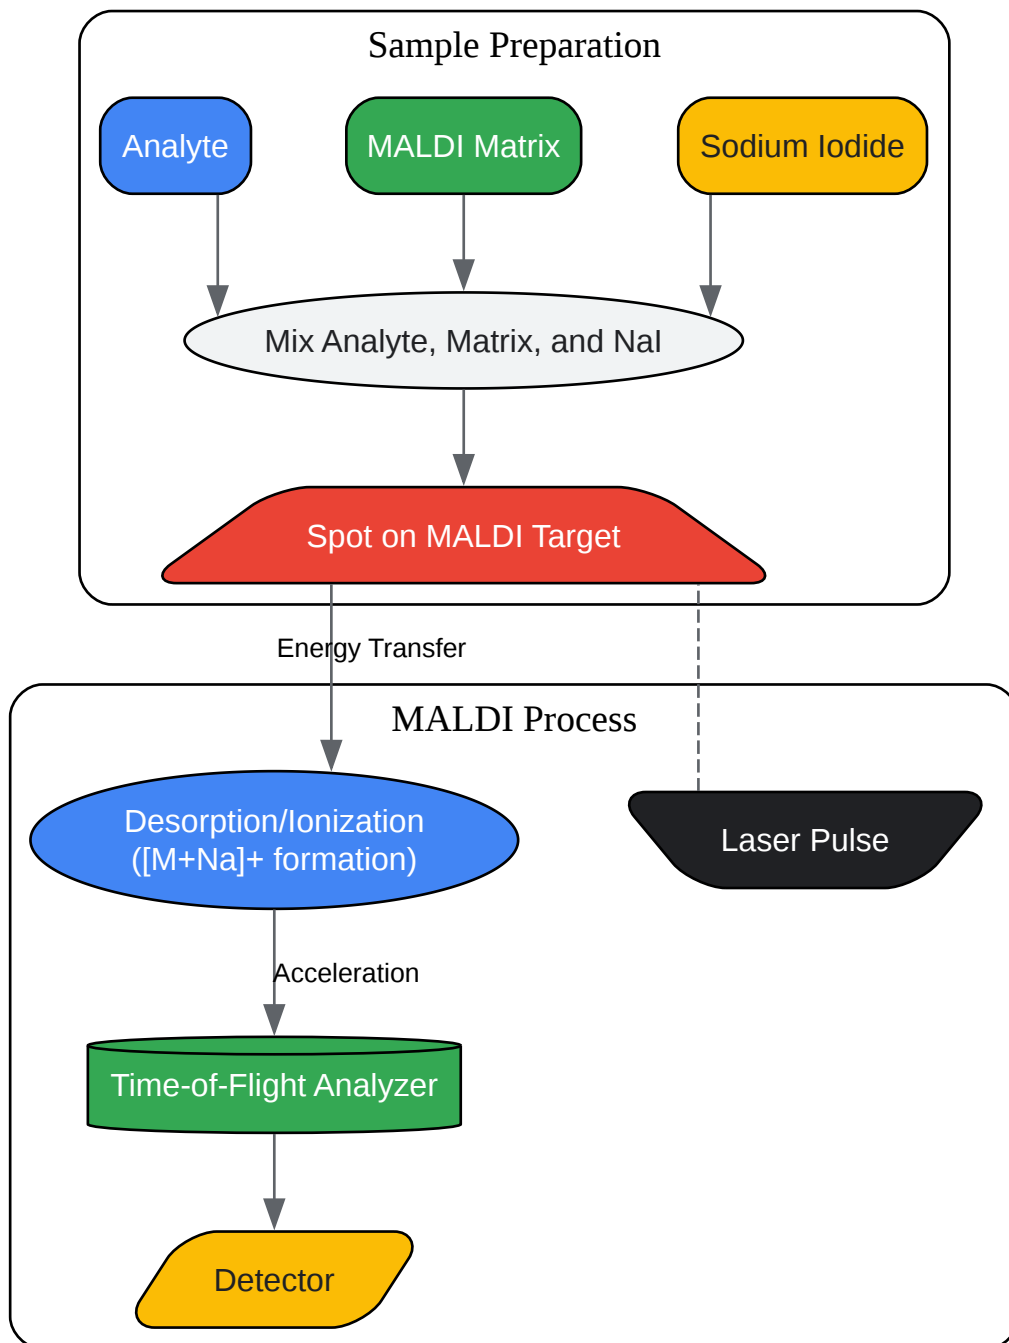 Sample Preparation
Analyte
MALDI Matrix
Sodium Iodide
Mix Analyte, Matrix, and NaI
Spot on MALDI Target
Energy Transfer
MALDI Process
Desorption/Ionization
([M+Na]+ formation)
Laser Pulse
Acceleration
Time-of-Flight Analyzer
Detector